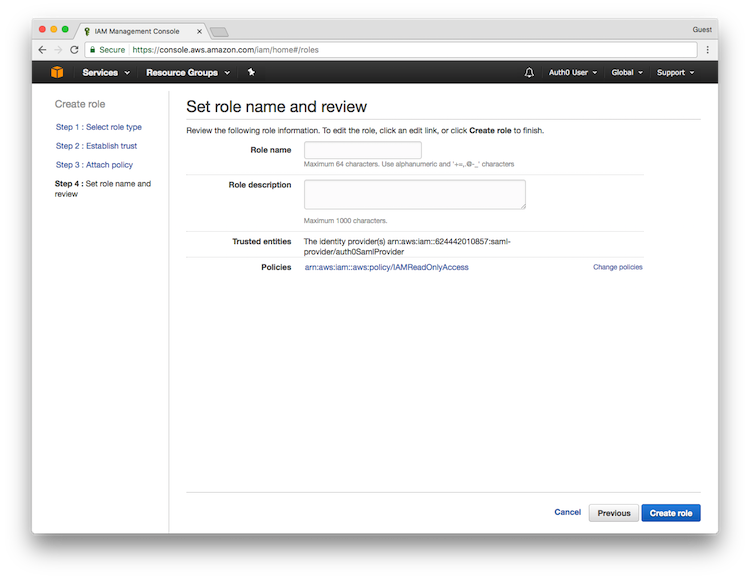 IAM Management Console
Guest
Secure https://console.aws.amazon.com/iam/home#/roles
Services Resource Groups Auth0 User Global Support
Create role
Step 1 : Select role type
Step 2 : Establish trust
Step 3 : Attach policy
Step 4 : Set role name and
review
Set role name and review
Review the following role information. To edit the role, click an edit link, or click Create role to finish.
Role name
Maximum 64 characters. Use alphanumeric and '+=,.@-_' characters
Role description
Maximum 1000 characters.
Trusted entities The identity provider(s) arn:aws:iam::624442010857:saml-
provider/auth0SamlProvider
Policies arn:aws:iam::aws:policy/IAMReadOnlyAccess Change policies
Cancel Previous Create role